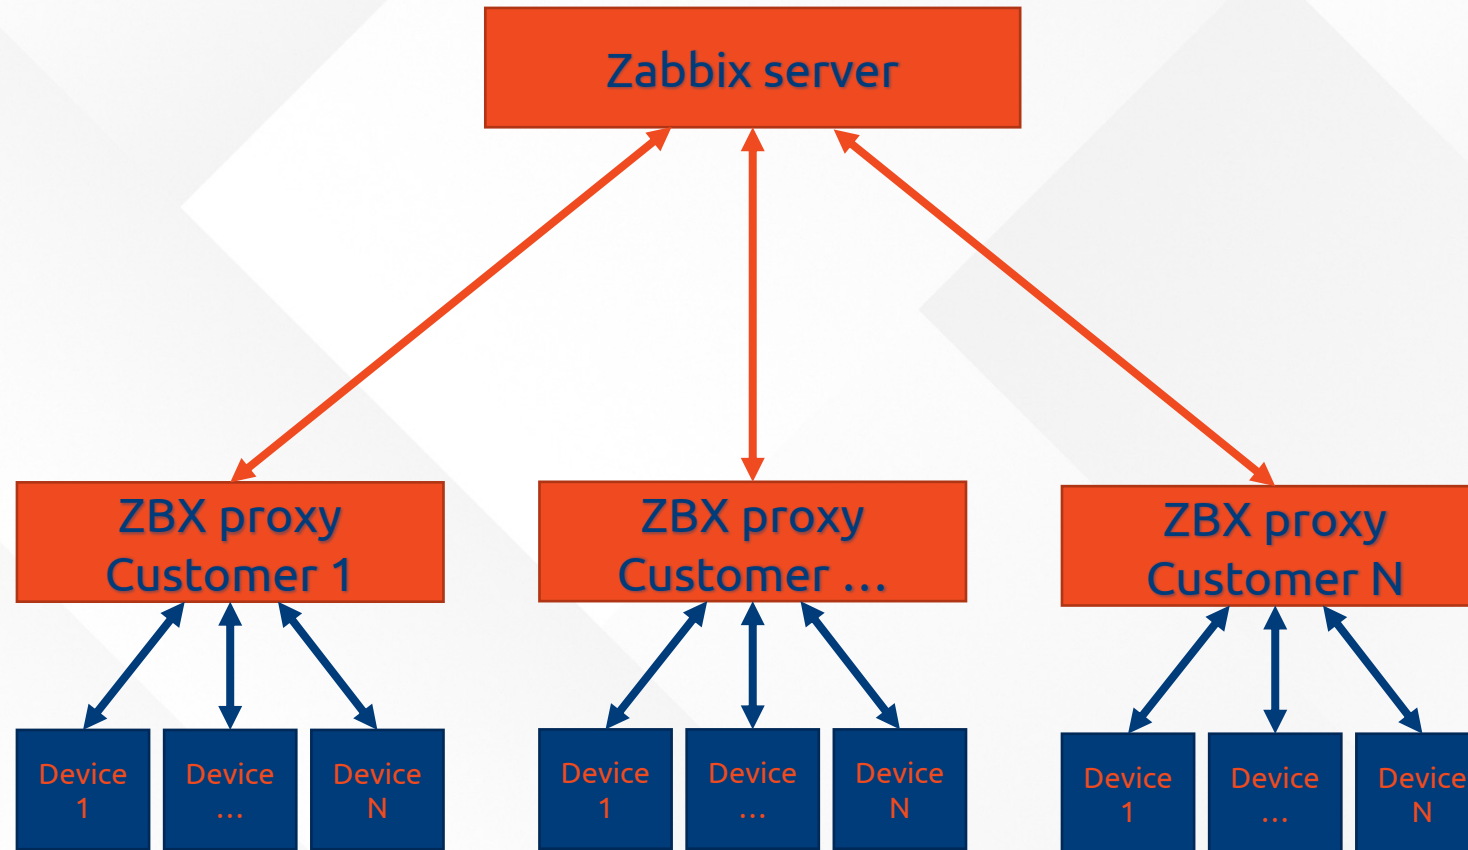 Zabbix server
ZBX proxy
Customer 1
ZBX proxy
Customer ...
ZBX proxy
Customer N
Device
1
Device
...
Device
N
Device
1
Device
...
Device
N
Device
1
Device
...
Device
N